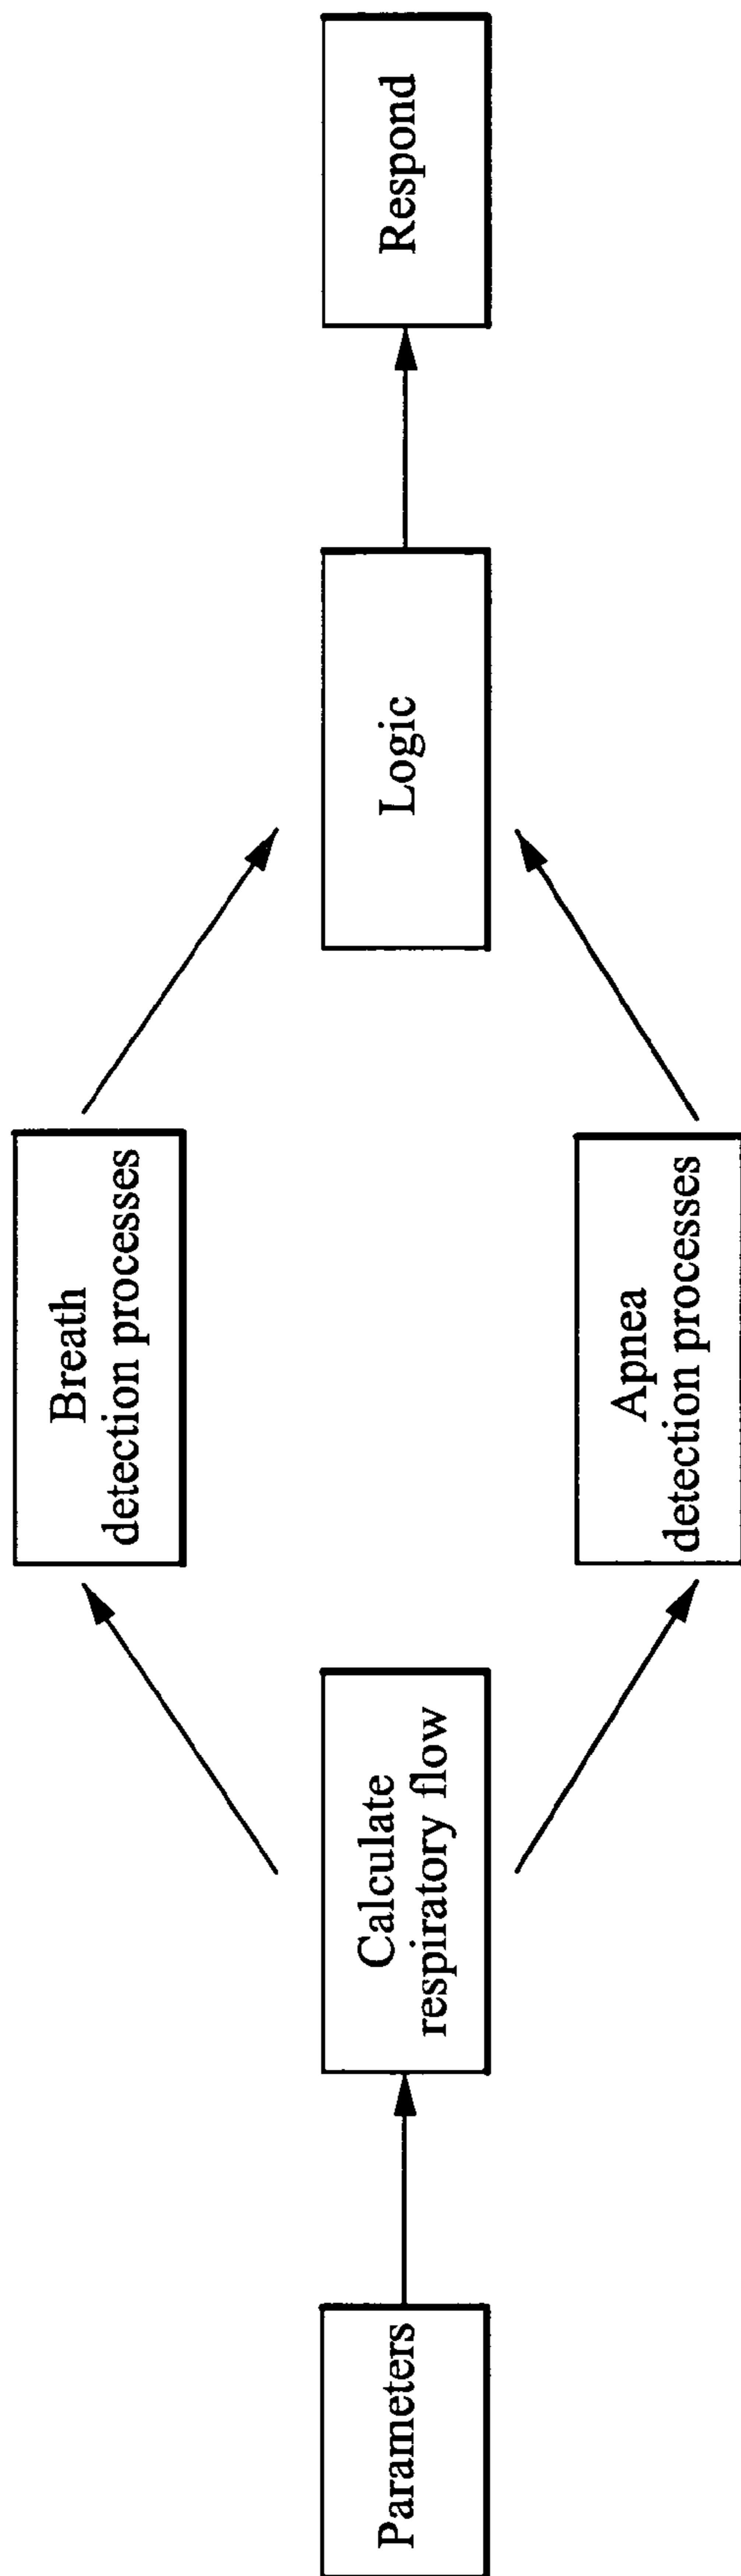 Parameters
Calculate
respiratory flow
Breath
detection processes
Apnea
detection processes
Logic
Respond